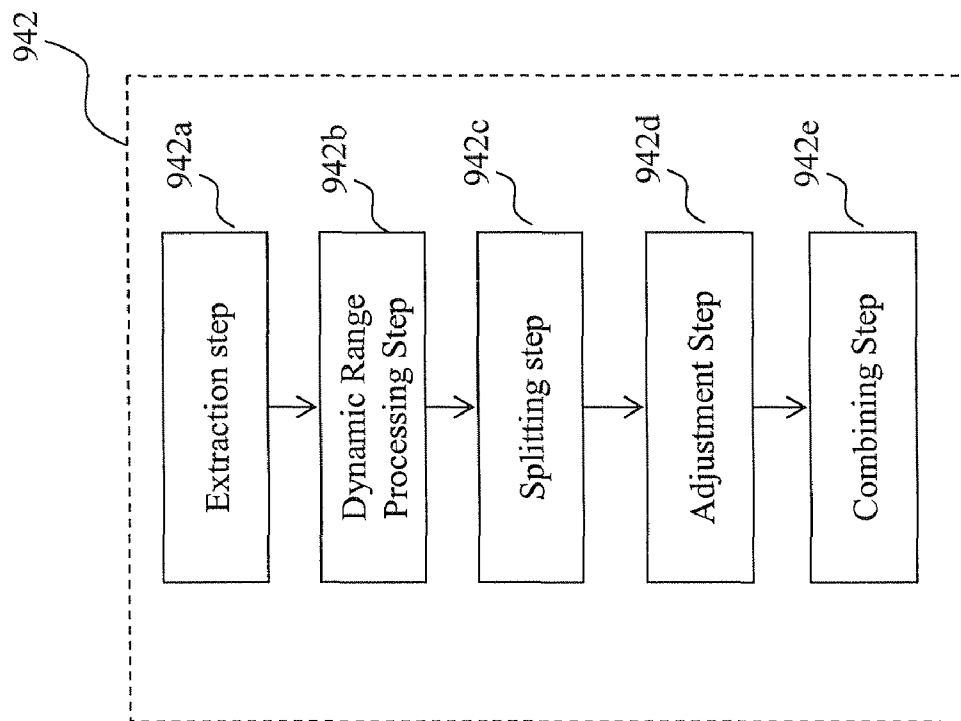 942
942a
Extraction step
942b
Dynamic Range
Processing Step
942c
Splitting step
942d
Adjustment Step
942e
Combining Step